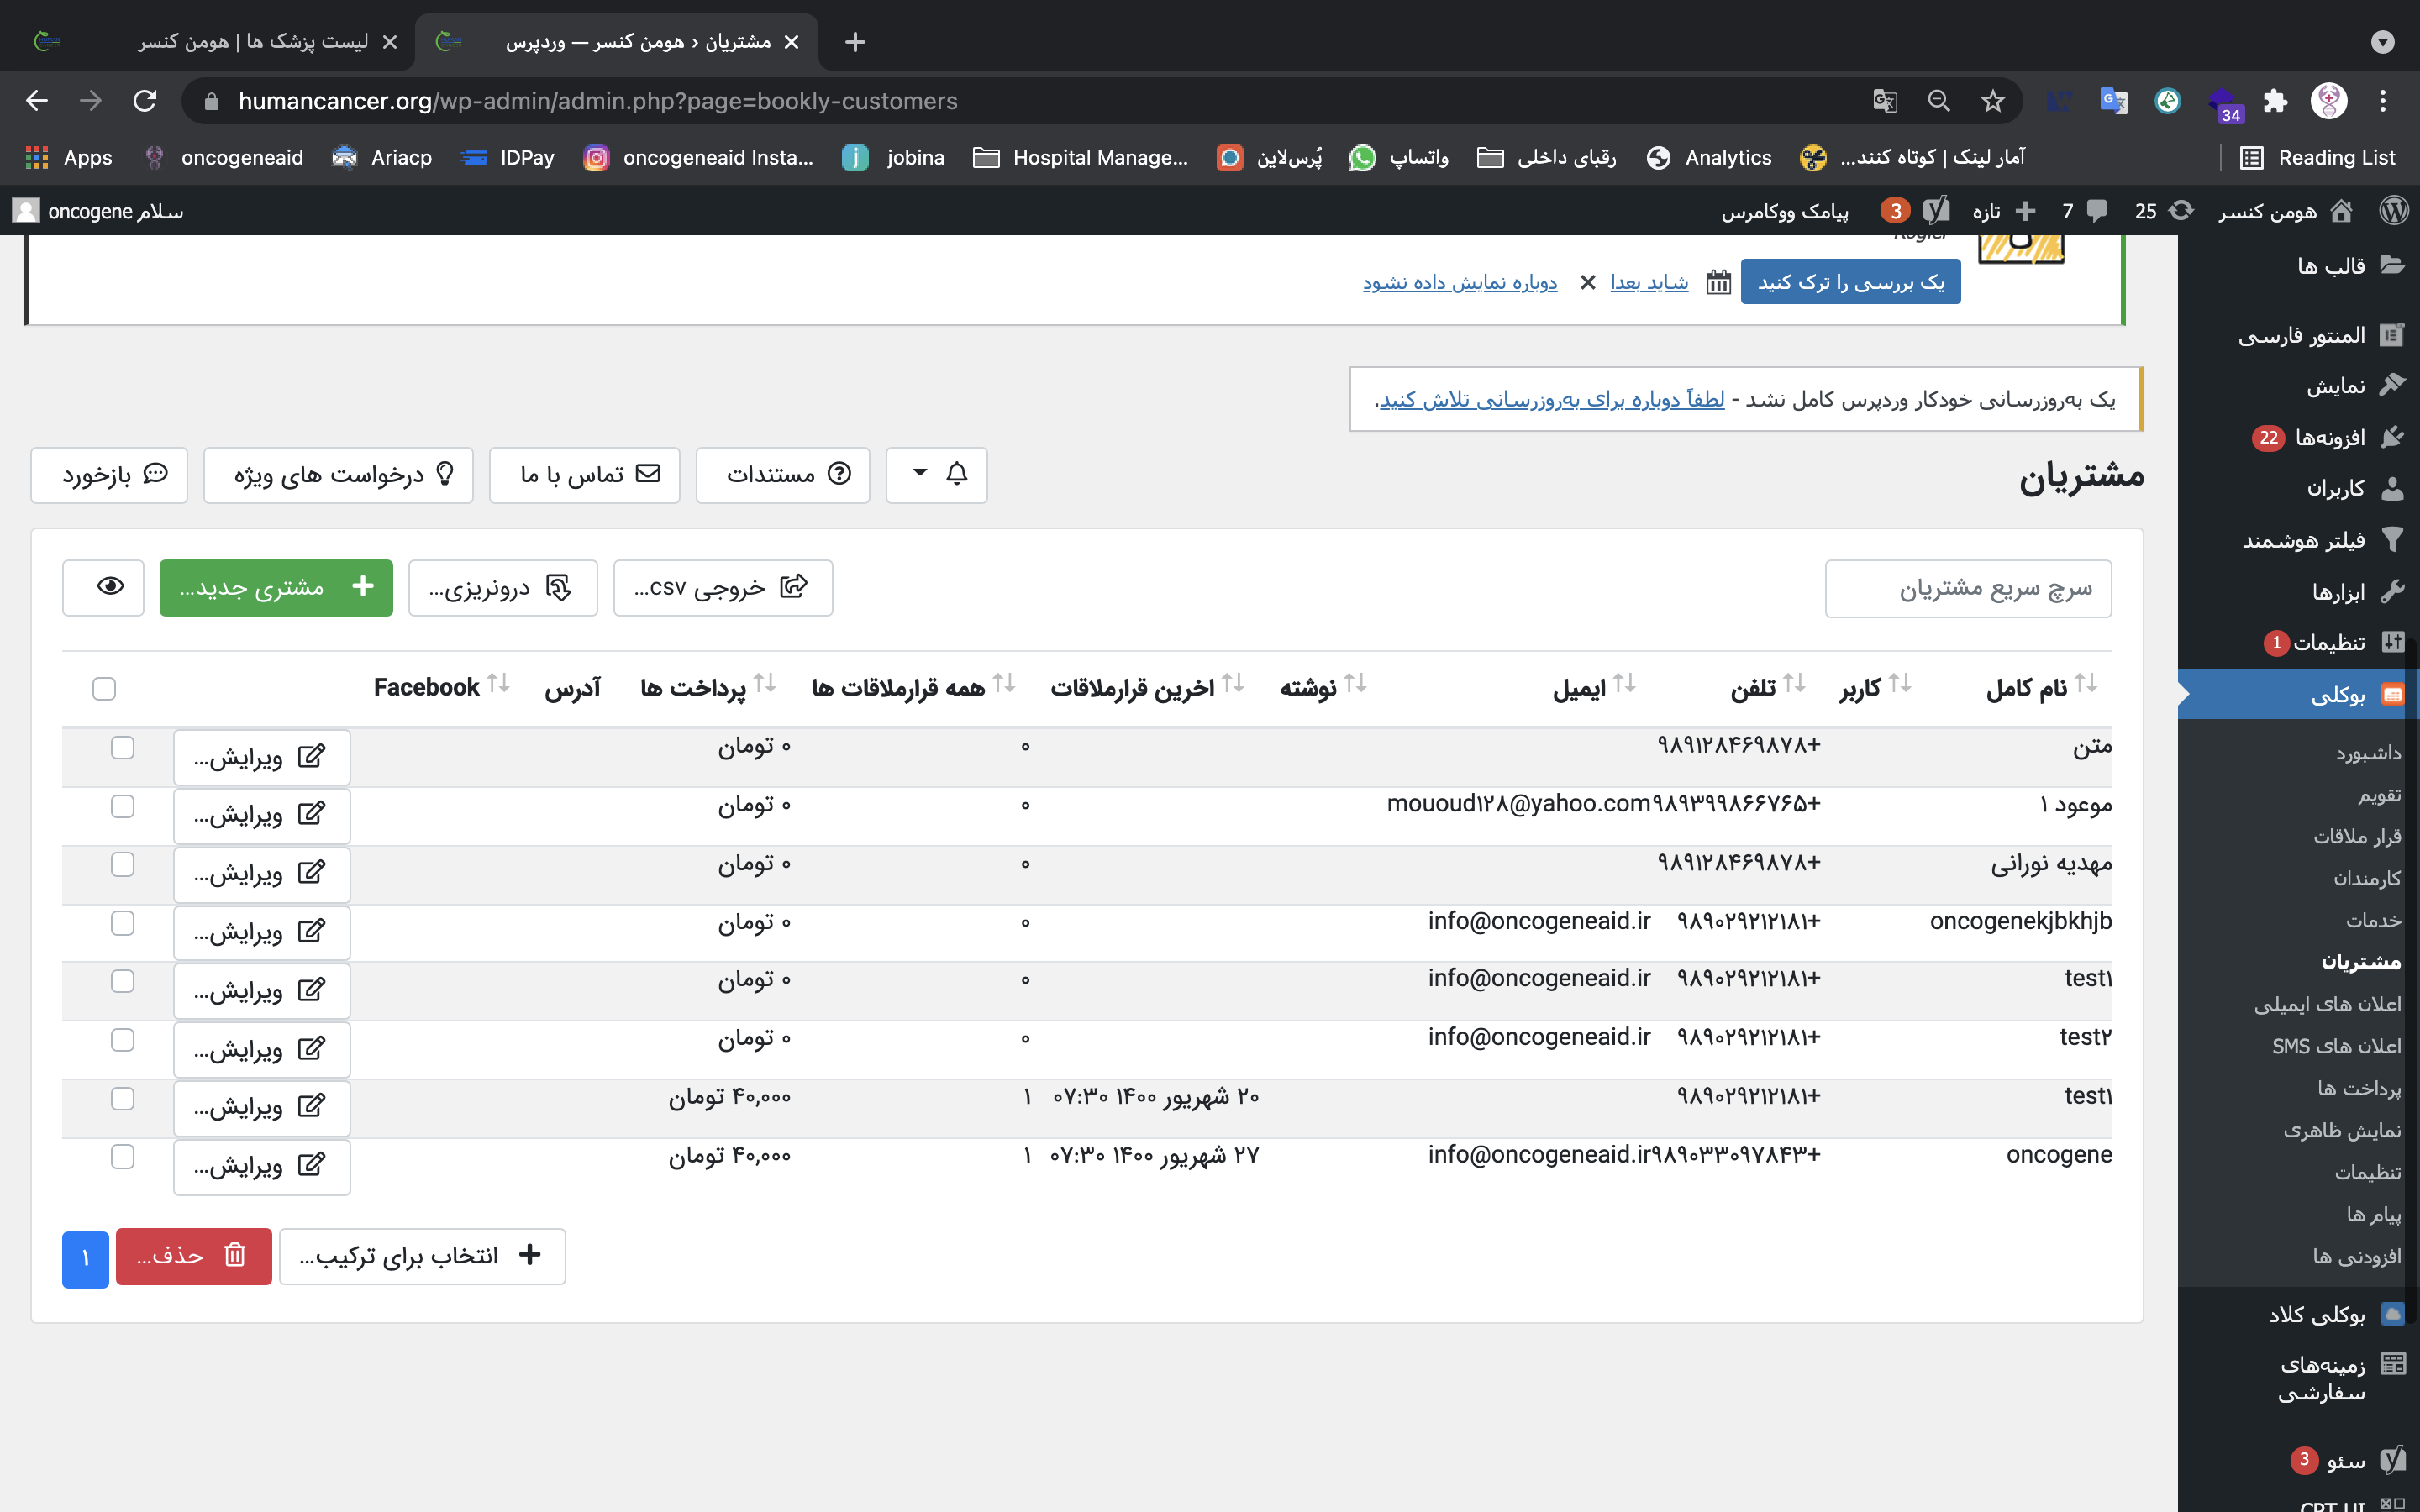 لیست پزشک ها | هومن کنسر
مشتریان ‹ هومن کنسر — وردپرس
humancancer.org/wp-admin/admin.php?page=bookly-customers
34
Apps
oncogeneaid
Ariacp
IDPay
oncogeneaid Insta...
jobina
Hospital Manage...
پُرس‌لاین
واتساپ
رقبای داخلی
Analytics
آمار لینک | کوتاه کنند...
Reading List
هومن کنسر
25
7
تازه
3
پیامک ووکامرس
سلام oncogene
یک بررسی را ترک کنید
شاید بعدا
دوباره نمایش داده نشود
یک به‌روزرسانی خودکار وردپرس کامل نشد - لطفاً دوباره برای به‌روزرسانی تلاش کنید.
مشتریان
مستندات
تماس با ما
درخواست های ویژه
بازخورد
سرچ سریع مشتریان
خروجی csv...
درونریزی...
مشتری جدید...
نام کامل کاربر تلفن ایمیل نوشته اخرین قرارملاقات همه قرارملاقات ها پرداخت ها آدرس Facebook
متن +۹۸۹۱۲۸۴۶۹۸۷۸ ۰ ۰ تومان ویرایش...
موعود ۱ +۹۸۹۳۹۹۸۶۶۷۶۵ mououd۱۲۸@yahoo.com ۰ ۰ تومان ویرایش...
مهدیه نورانی +۹۸۹۱۲۸۴۶۹۸۷۸ ۰ ۰ تومان ویرایش...
oncogenekjbkhjb +۹۸۹۰۲۹۲۱۲۱۸۱ info@oncogeneaid.ir ۰ ۰ تومان ویرایش...
test۱ +۹۸۹۰۲۹۲۱۲۱۸۱ info@oncogeneaid.ir ۰ ۰ تومان ویرایش...
test۲ +۹۸۹۰۲۹۲۱۲۱۸۱ info@oncogeneaid.ir ۰ ۰ تومان ویرایش...
test۱ +۹۸۹۰۲۹۲۱۲۱۸۱ ۲۰ شهریور ۱۴۰۰ ۰۷:۳۰ ۱ ۴۰,۰۰۰ تومان ویرایش...
oncogene +۹۸۹۰۳۳۰۹۷۸۴۳ info@oncogeneaid.ir ۲۷ شهریور ۱۴۰۰ ۰۷:۳۰ ۱ ۴۰,۰۰۰ تومان ویرایش...
انتخاب برای ترکیب...
حذف...
۱
قالب ها
المنتور فارسی
نمایش
افزونه‌ها 22
کاربران
فیلتر هوشمند
ابزارها
تنظیمات 1
بوکلی
داشبورد
تقویم
قرار ملاقات
کارمندان
خدمات
مشتریان
اعلان های ایمیلی
اعلان های SMS
پرداخت ها
نمایش ظاهری
تنظیمات
پیام ها
افزودنی ها
بوکلی کلاد
زمینه‌های
سفارشی
سئو 3
CPT UI